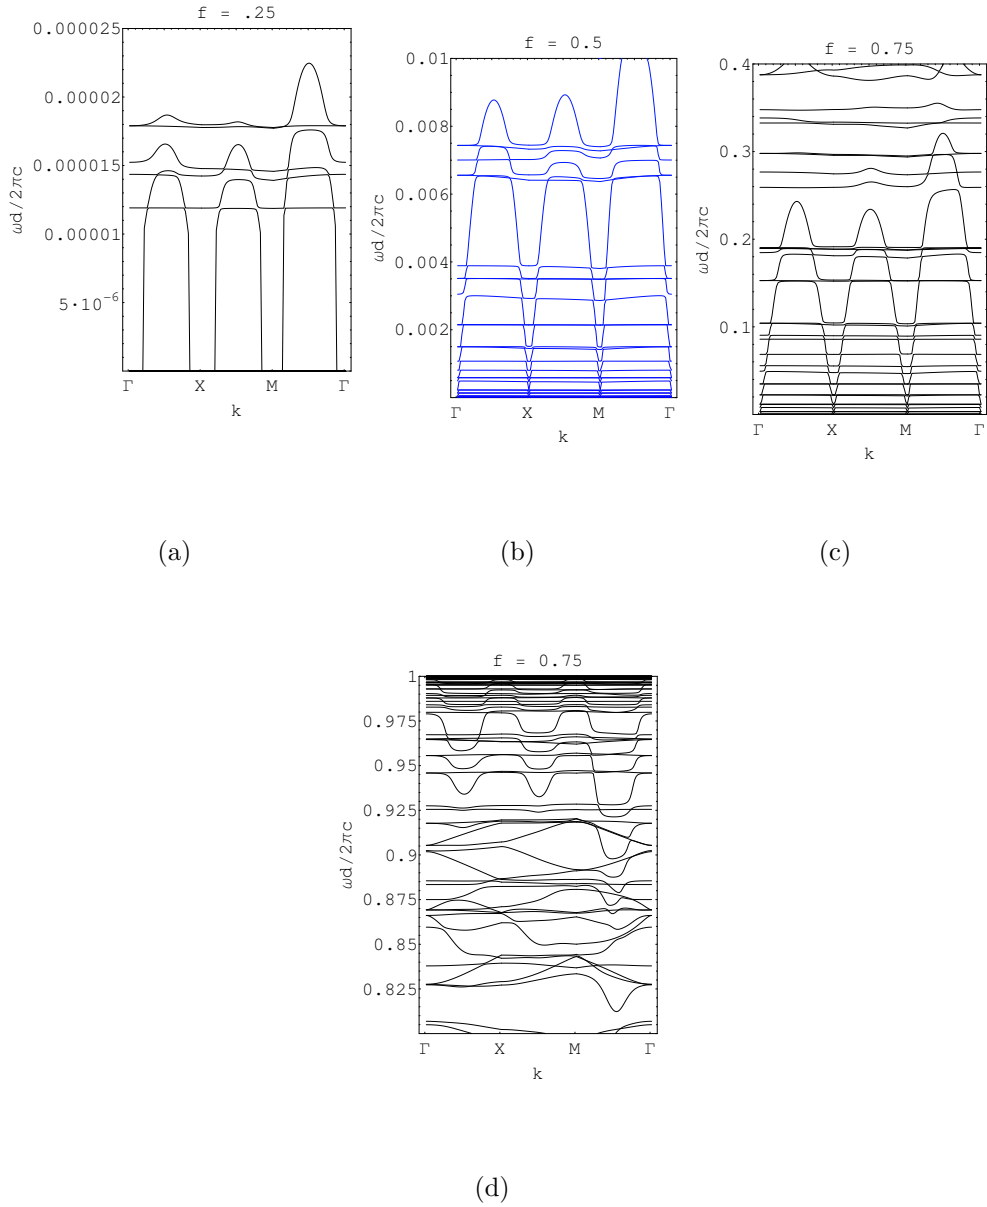 f = .25
0.000025
0.00002
0.000015
0.00001
5·10⁻⁶
ωd/2πc
Γ X M Γ
k
(a)
f = 0.5
0.01
0.008
0.006
0.004
0.002
ωd/2πc
Γ X M Γ
k
(b)
f = 0.75
0.4
0.3
0.2
0.1
ωd/2πc
Γ X M Γ
k
(c)
f = 0.75
1
0.975
0.95
0.925
0.9
0.875
0.85
0.825
ωd/2πc
Γ X M Γ
k
(d)